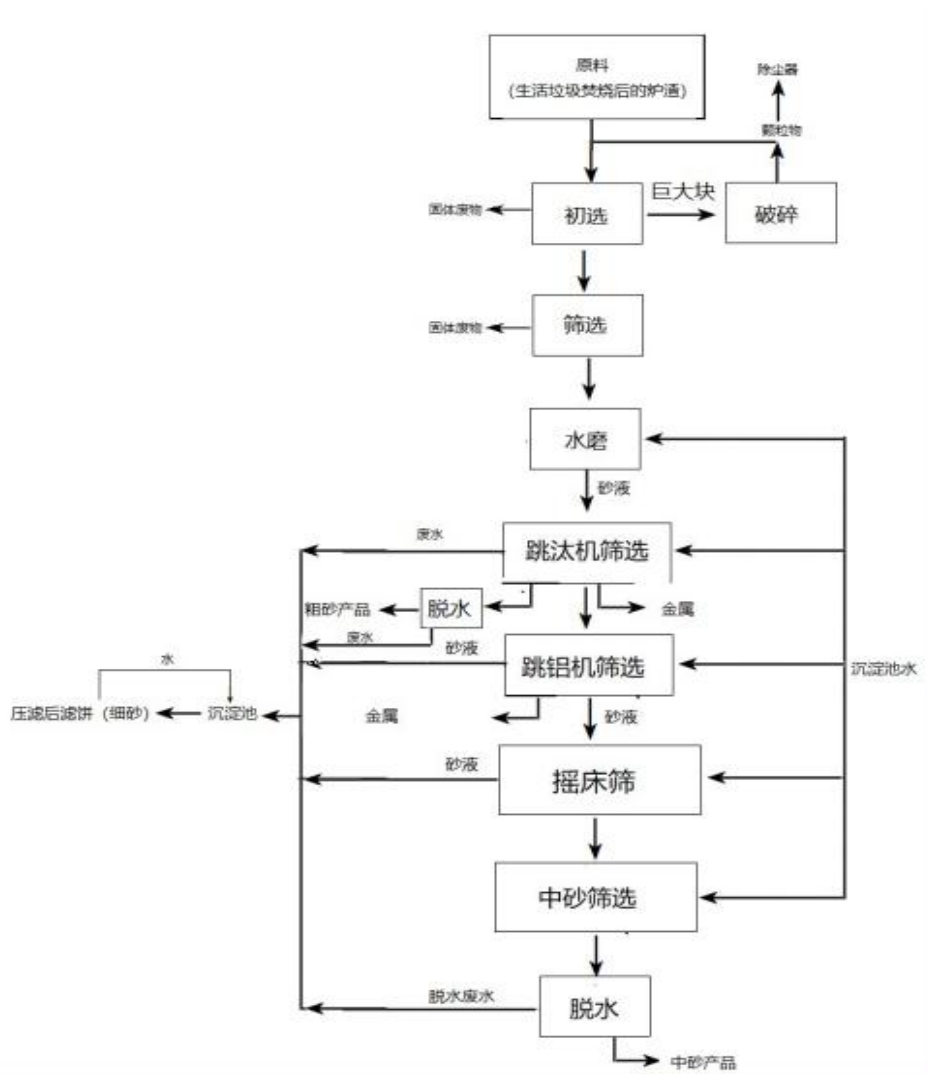 原料
(生活垃圾焚烧后的炉渣)
除尘器
颗粒物
固体废物
初选
巨大块
破碎
固体废物
筛选
水磨
砂液
废水
跳汰机筛选
粗砂产品
脱水
金属
废水
砂液
跳铝机筛选
沉淀池水
水
压滤后滤饼（细砂）
沉淀池
金属
砂液
砂液
摇床筛
中砂筛选
脱水废水
脱水
中砂产品